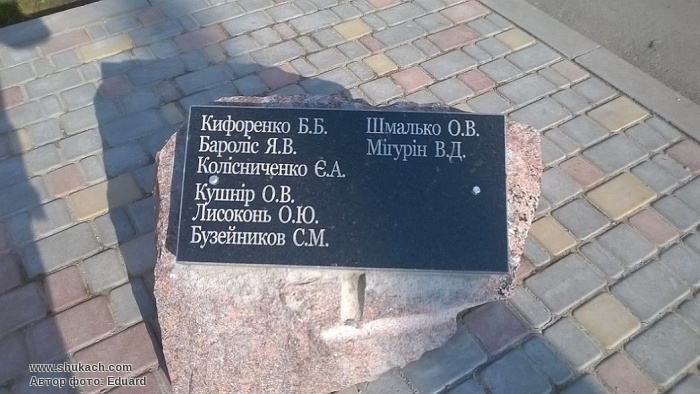 Кифоренко Б.Б.
Бароліс Я.В.
Колісниченко Є.А.
Кушнір О.В.
Лисоконь О.Ю.
Бузейников С.М.
Шмалько О.В.
Мігурін В.Д.
www.shukach.com
Автор фото: Eduard